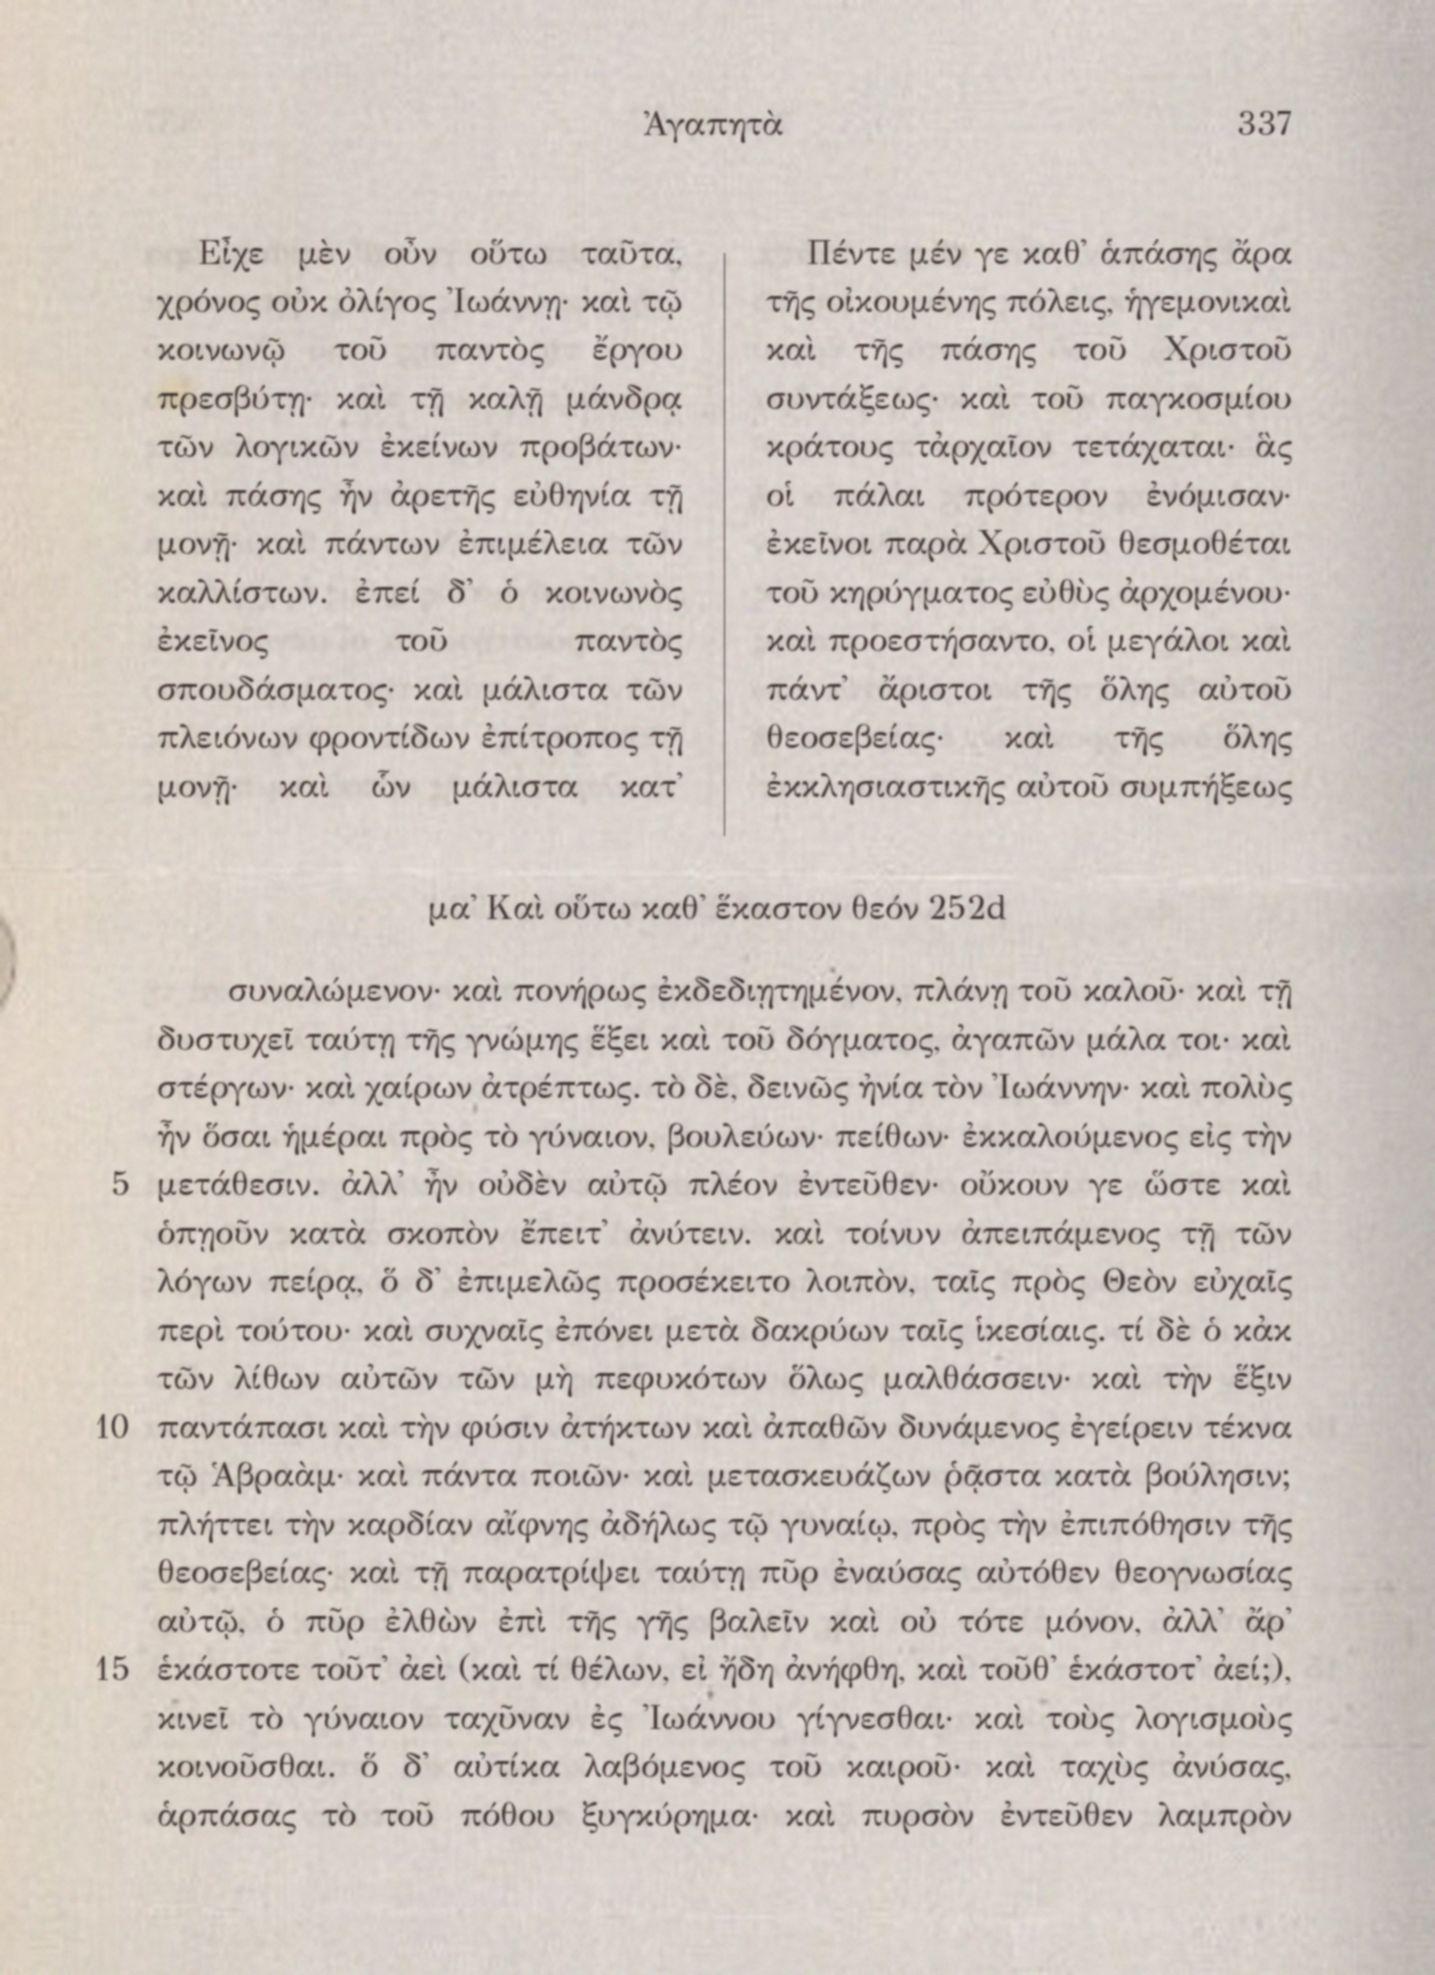 Ἀγαπητὰ
337
Εἶχε μὲν οὖν οὕτω ταῦτα,
χρόνος οὐκ ὀλίγος Ἰωάννῃ· καὶ τῷ
κοινωνῷ τοῦ παντὸς ἔργου
πρεσβύτῃ· καὶ τῇ καλῇ μάνδρᾳ
τῶν λογικῶν ἐκείνων προβάτων·
καὶ πάσης ἦν ἀρετῆς εὐθηνία τῇ
μονῇ· καὶ πάντων ἐπιμέλεια τῶν
καλλίστων. ἐπεί δ’ ὁ κοινωνὸς
ἐκεῖνος τοῦ παντὸς
σπουδάσματος· καὶ μάλιστα τῶν
πλειόνων φροντίδων ἐπίτροπος τῇ
μονῇ· καὶ ὧν μάλιστα κατ’
Πέντε μέν γε καθ’ ἁπάσης ἄρα
τῆς οἰκουμένης πόλεις, ἡγεμονικαὶ
καὶ τῆς πάσης τοῦ Χριστοῦ
συντάξεως· καὶ τοῦ παγκοσμίου
κράτους τἀρχαῖον τετάχαται· ἃς
οἱ πάλαι πρότερον ἐνόμισαν·
ἐκεῖνοι παρὰ Χριστοῦ θεσμοθέται
τοῦ κηρύγματος εὐθὺς ἀρχομένου·
καὶ προεστήσαντο, οἱ μεγάλοι καὶ
πάντ’ ἄριστοι τῆς ὅλης αὐτοῦ
θεοσεβείας· καὶ τῆς ὅλης
ἐκκλησιαστικῆς αὐτοῦ συμπήξεως
μα’ Καὶ οὕτω καθ’ ἕκαστον θεόν 252d
συναλώμενον· καὶ πονήρως ἐκδεδιῃτημένον, πλάνῃ τοῦ καλοῦ· καὶ τῇ
δυστυχεῖ ταύτῃ τῆς γνώμης ἕξει καὶ τοῦ δόγματος, ἀγαπῶν μάλα τοι· καὶ
στέργων· καὶ χαίρων ἀτρέπτως. τὸ δὲ, δεινῶς ἠνία τὸν Ἰωάννην· καὶ πολὺς
ἦν ὅσαι ἡμέραι πρὸς τὸ γύναιον, βουλεύων· πείθων· ἐκκαλούμενος εἰς τὴν
5 μετάθεσιν. ἀλλ’ ἦν οὐδὲν αὐτῷ πλέον ἐντεῦθεν· οὔκουν γε ὥστε καὶ
ὁπῃοῦν κατὰ σκοπὸν ἔπειτ’ ἀνύτειν. καὶ τοίνυν ἀπειπάμενος τῇ τῶν
λόγων πείρᾳ, ὅ δ’ ἐπιμελῶς προσέκειτο λοιπὸν, ταῖς πρὸς Θεὸν εὐχαῖς
περὶ τούτου· καὶ συχναῖς ἐπόνει μετὰ δακρύων ταῖς ἱκεσίαις. τί δὲ ὁ κἀκ
τῶν λίθων αὐτῶν τῶν μὴ πεφυκότων ὅλως μαλθάσσειν· καὶ τὴν ἕξιν
10 παντάπασι καὶ τὴν φύσιν ἀτήκτων καὶ ἀπαθῶν δυνάμενος ἐγείρειν τέκνα
τῷ Ἁβραὰμ· καὶ πάντα ποιῶν· καὶ μετασκευάζων ῥᾷστα κατὰ βούλησιν;
πλήττει τὴν καρδίαν αἴφνης ἀδήλως τῷ γυναίῳ, πρὸς τὴν ἐπιπόθησιν τῆς
θεοσεβείας· καὶ τῇ παρατρίψει ταύτῃ πῦρ ἐναύσας αὐτόθεν θεογνωσίας
αὐτῷ, ὁ πῦρ ἐλθὼν ἐπὶ τῆς γῆς βαλεῖν καὶ οὐ τότε μόνον, ἀλλ’ ἄρ’
15 ἑκάστοτε τοῦτ’ ἀεὶ (καὶ τί θέλων, εἰ ἤδη ἀνήφθη, καὶ τοῦθ’ ἑκάστοτ’ ἀεί;),
κινεῖ τὸ γύναιον ταχῦναν ἐς Ἰωάννου γίγνεσθαι· καὶ τοὺς λογισμοὺς
κοινοῦσθαι. ὅ δ’ αὐτίκα λαβόμενος τοῦ καιροῦ· καὶ ταχὺς ἀνύσας,
ἁρπάσας τὸ τοῦ πόθου ξυγκύρημα· καὶ πυρσὸν ἐντεῦθεν λαμπρὸν